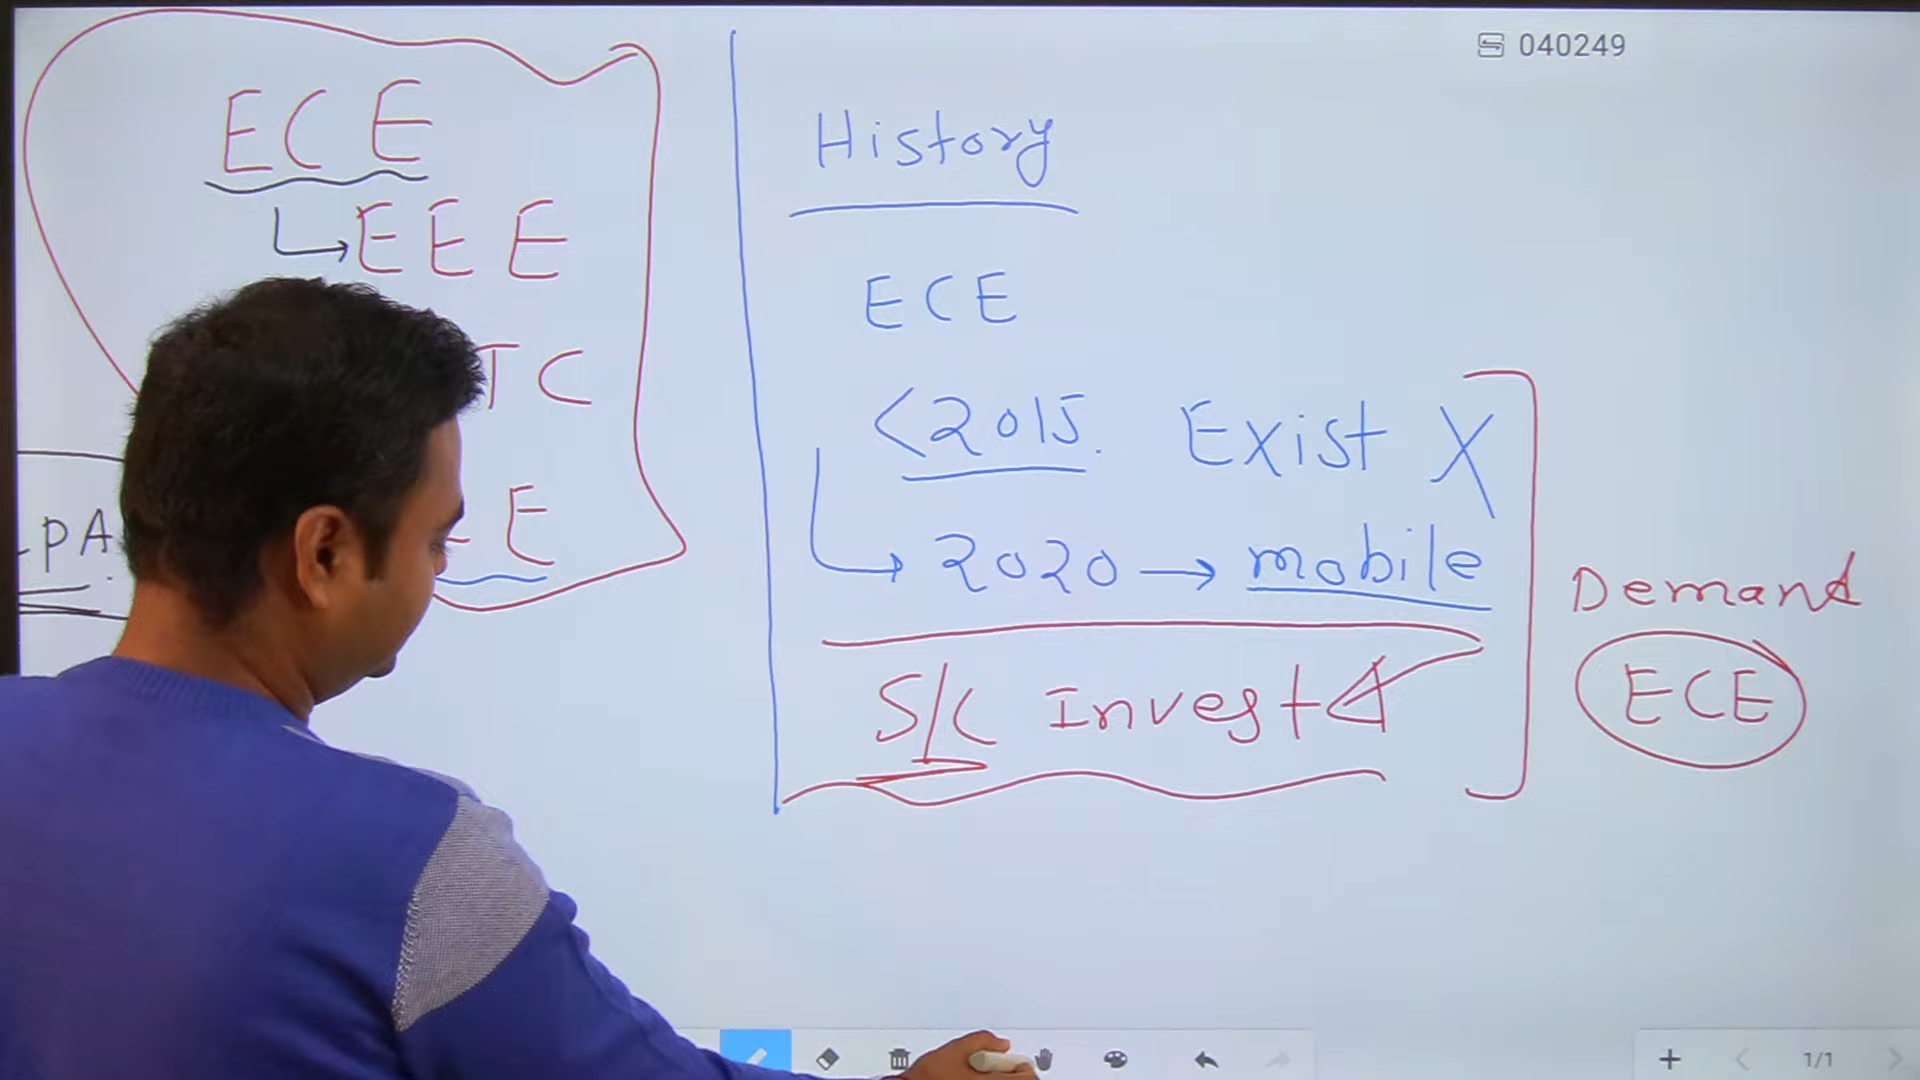 040249
ECE
EEE
TC
E
PA.
History
ECE
<2015. Exist X
2020 → mobile
S/C Invest
Demand
ECE
1/1